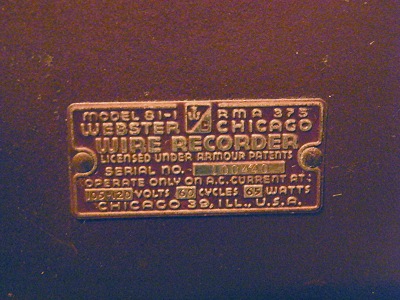 MODEL 81-1 RMA 375
WEBSTER CHICAGO
WIRE RECORDER
LICENSED UNDER ARMOUR PATENTS
SERIAL NO.
OPERATE ONLY ON A.C. CURRENT AT:
105-120 VOLTS 60 CYCLES 65 WATTS
CHICAGO 39, ILL., U.S.A.